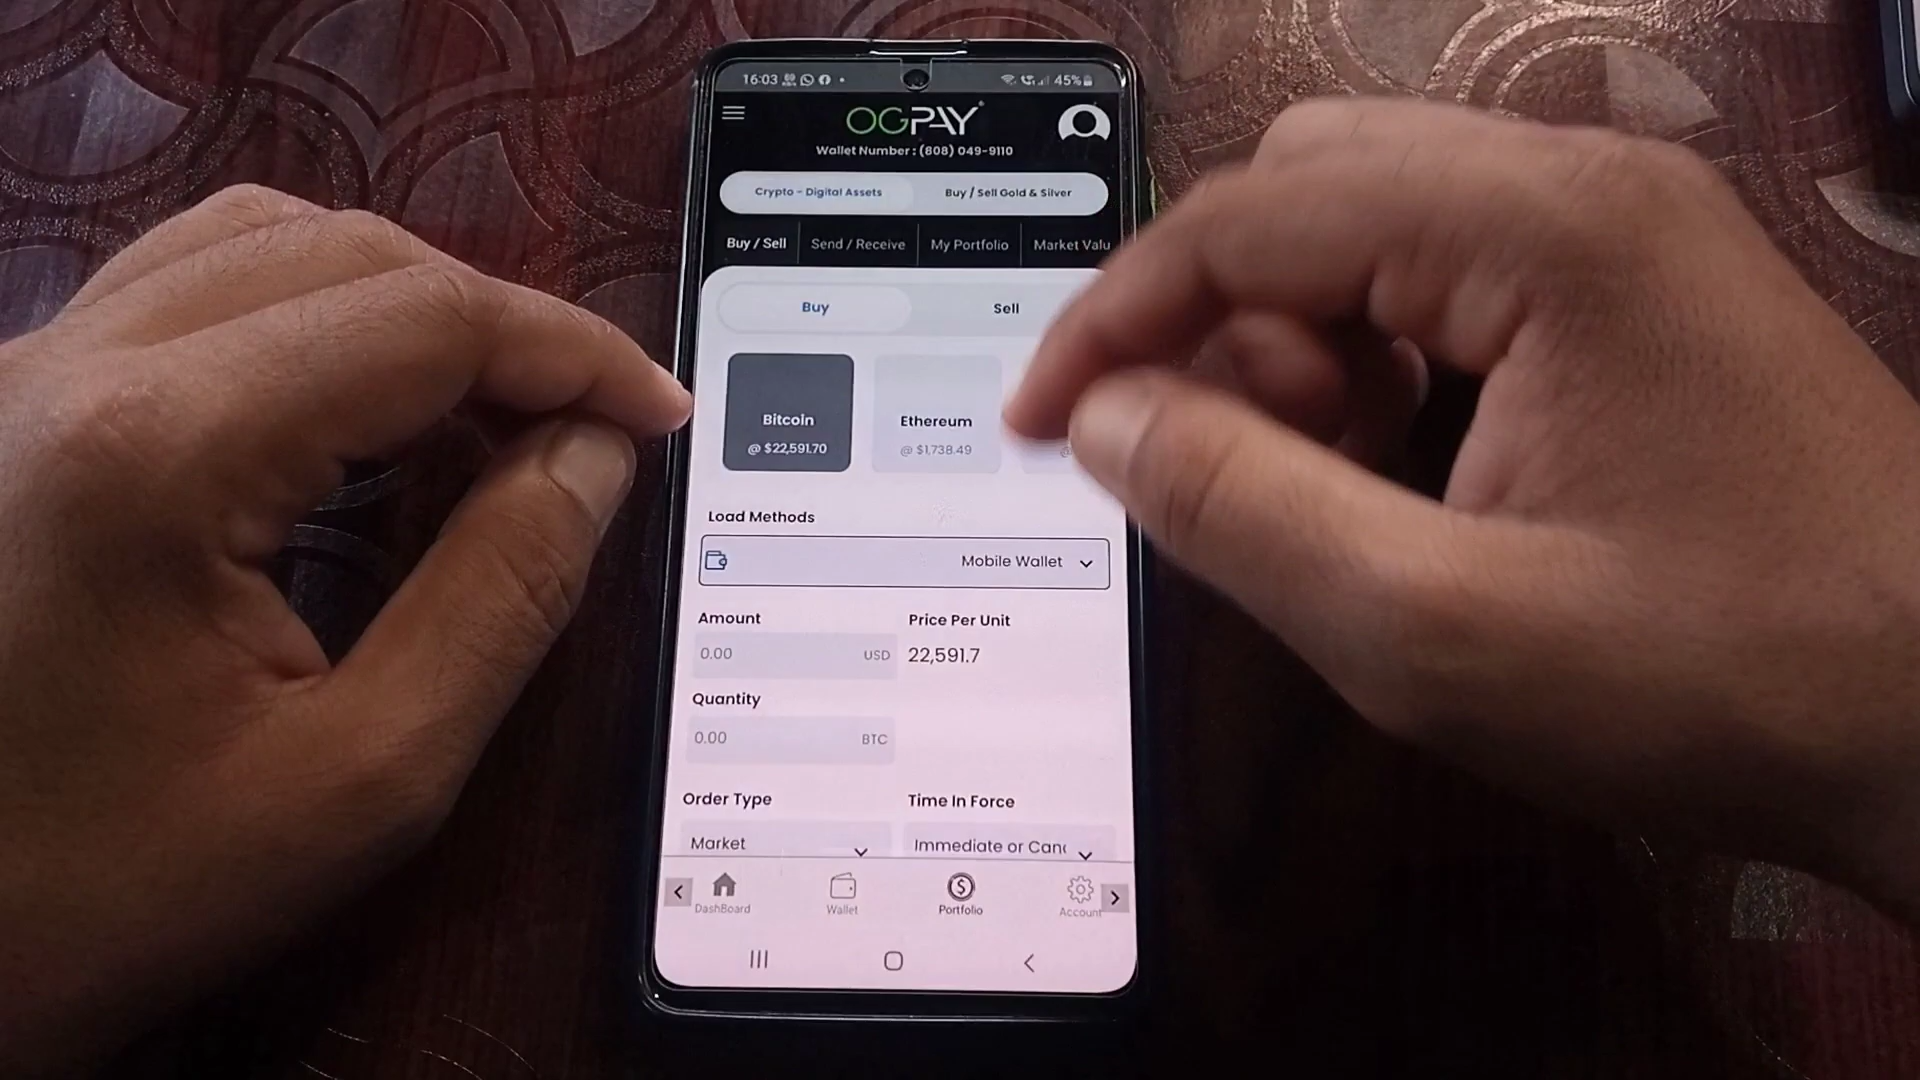 16:03 45%
OGPAY
Wallet Number : (808) 049-9110
Crypto - Digital Assets Buy / Sell Gold & Silver
Buy / Sell Send / Receive My Portfolio Market Valu
Buy Sell
Bitcoin Ethereum
@ $22,591.70 @ $1,738.49 @
Load Methods
Mobile Wallet
Amount Price Per Unit
0.00 USD 22,591.7
Quantity
0.00 BTC
Order Type Time In Force
Market Immediate or Canc
DashBoard Wallet Portfolio Account